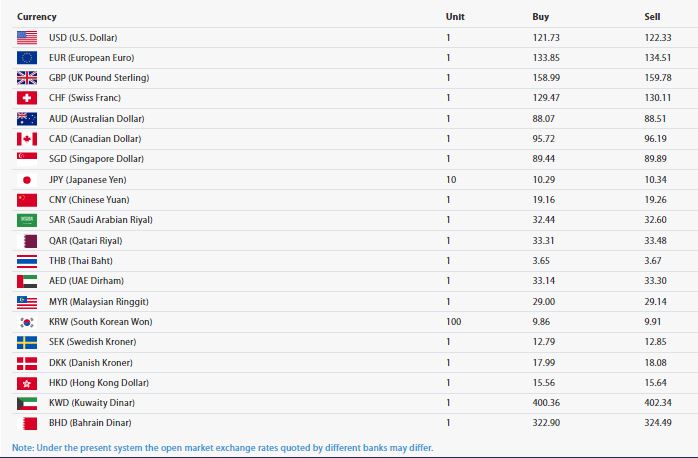 Currency Unit Buy Sell
USD (U.S. Dollar) 1 121.73 122.33
EUR (European Euro) 1 133.85 134.51
GBP (UK Pound Sterling) 1 158.99 159.78
CHF (Swiss Franc) 1 129.47 130.11
AUD (Australian Dollar) 1 88.07 88.51
CAD (Canadian Dollar) 1 95.72 96.19
SGD (Singapore Dollar) 1 89.44 89.89
JPY (Japanese Yen) 10 10.29 10.34
CNY (Chinese Yuan) 1 19.16 19.26
SAR (Saudi Arabian Riyal) 1 32.44 32.60
QAR (Qatari Riyal) 1 33.31 33.48
THB (Thai Baht) 1 3.65 3.67
AED (UAE Dirham) 1 33.14 33.30
MYR (Malaysian Ringgit) 1 29.00 29.14
KRW (South Korean Won) 100 9.86 9.91
SEK (Swedish Kroner) 1 12.79 12.85
DKK (Danish Kroner) 1 17.99 18.08
HKD (Hong Kong Dollar) 1 15.56 15.64
KWD (Kuwaity Dinar) 1 400.36 402.34
BHD (Bahrain Dinar) 1 322.90 324.49
Note: Under the present system the open market exchange rates quoted by different banks may differ.